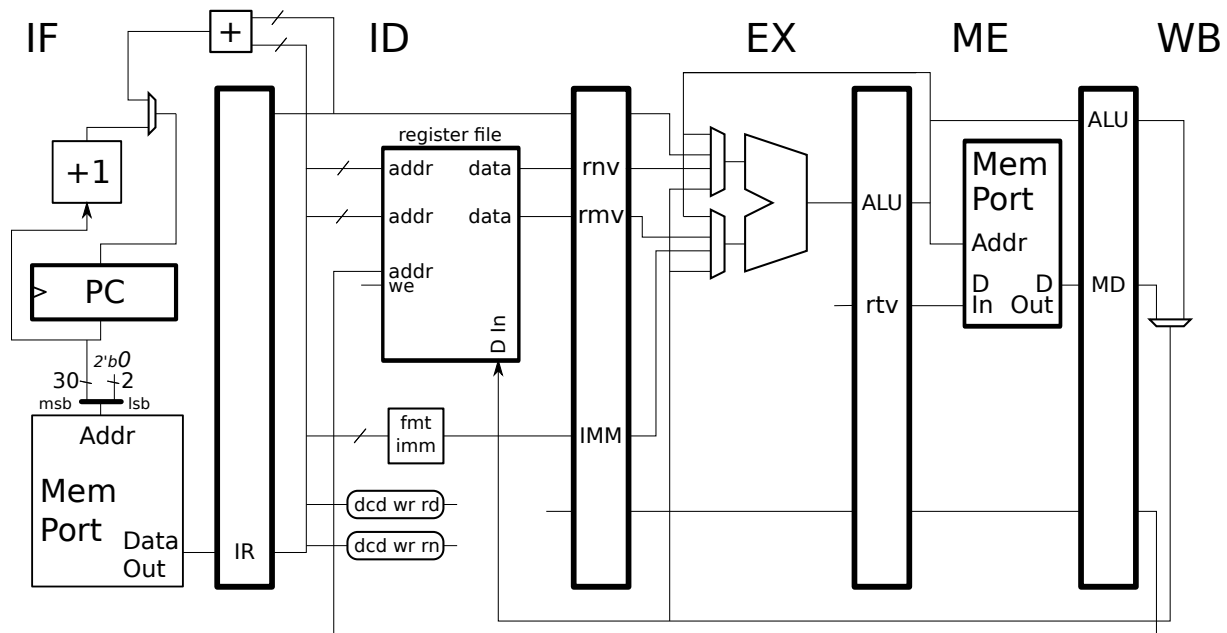 IF
ID
EX
ME
WB
+
+1
PC
2'b0
30
2
msb
lsb
Addr
Mem
Port
Data
Out
IR
register file
addr
data
addr
data
addr
we
D In
fmt
imm
dcd wr rd
dcd wr rn
rnv
rmv
IMM
ALU
rtv
Mem
Port
Addr
D
In
D
Out
ALU
MD